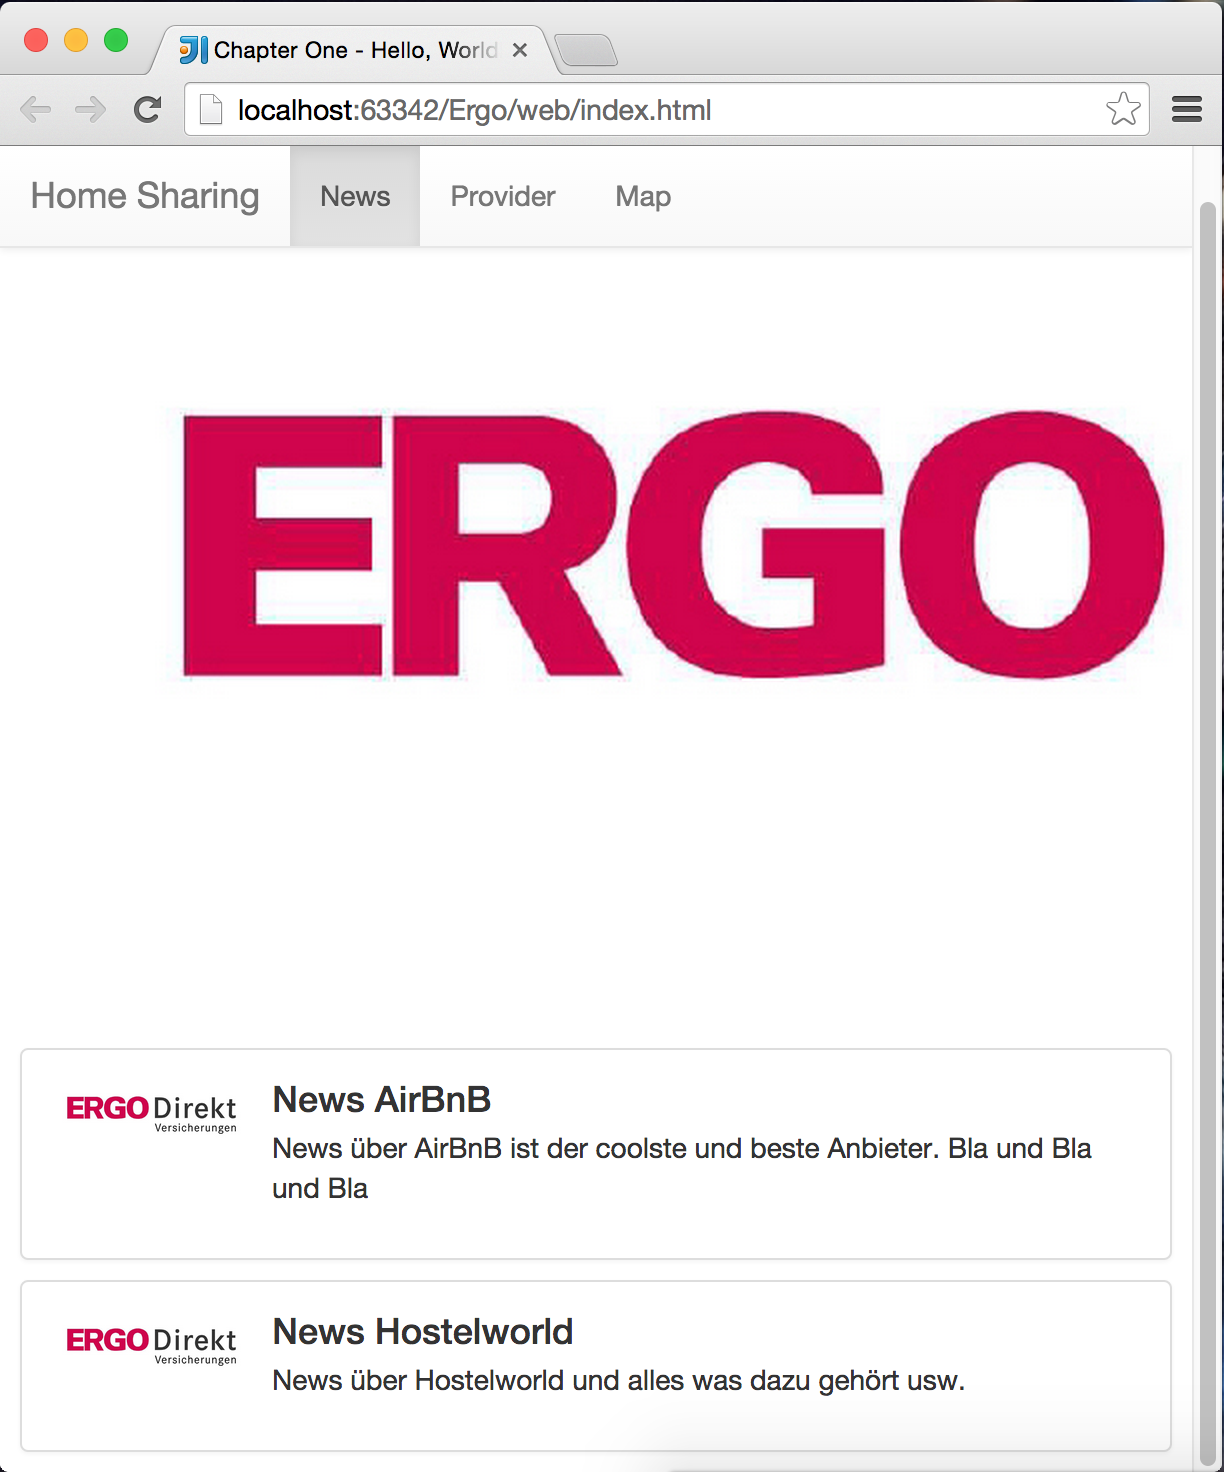 Chapter One - Hello, World
localhost:63342/Ergo/web/index.html
Home Sharing News Provider Map
ERGO
ERGO Direkt
Versicherungen
News AirBnB
News über AirBnB ist der coolste und beste Anbieter. Bla und Bla
und Bla
ERGO Direkt
Versicherungen
News Hostelworld
News über Hostelworld und alles was dazu gehört usw.